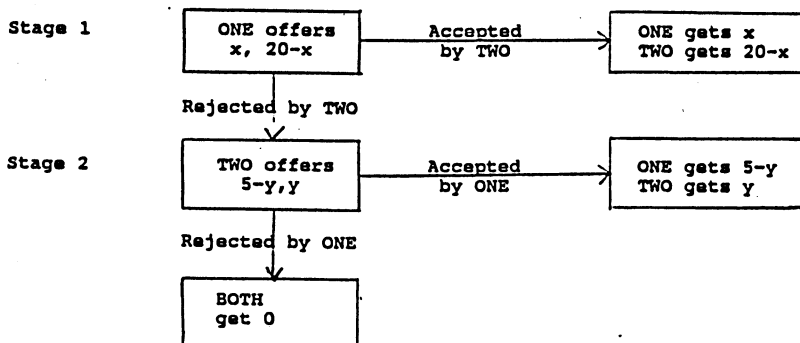 Stage 1
ONE offers
x, 20-x
Accepted
by TWO
ONE gets x
TWO gets 20-x
Rejected by TWO
Stage 2
TWO offers
5-y,y
Accepted
by ONE
ONE gets 5-y
TWO gets y
Rejected by ONE
BOTH
get 0